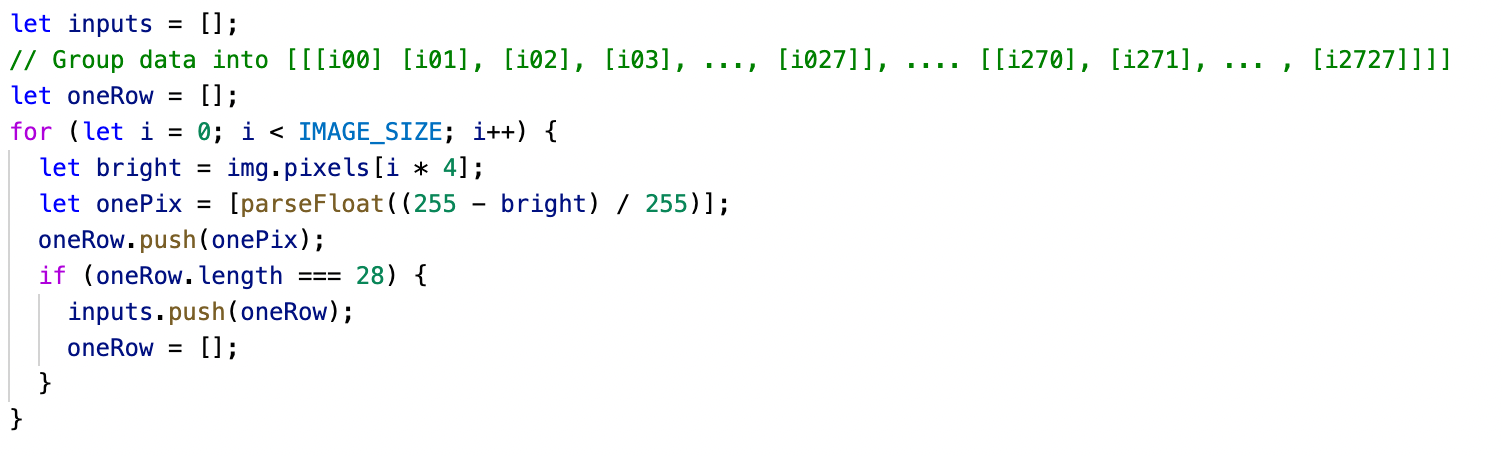 let inputs = [];
// Group data into [[[i00] [i01], [i02], [i03], ..., [i027]], .... [[i270], [i271], ... , [i2727]]]]
let oneRow = [];
for (let i = 0; i < IMAGE_SIZE; i++) {
  let bright = img.pixels[i * 4];
  let onePix = [parseFloat((255 - bright) / 255)];
  oneRow.push(onePix);
  if (oneRow.length === 28) {
    inputs.push(oneRow);
    oneRow = [];
  }
}